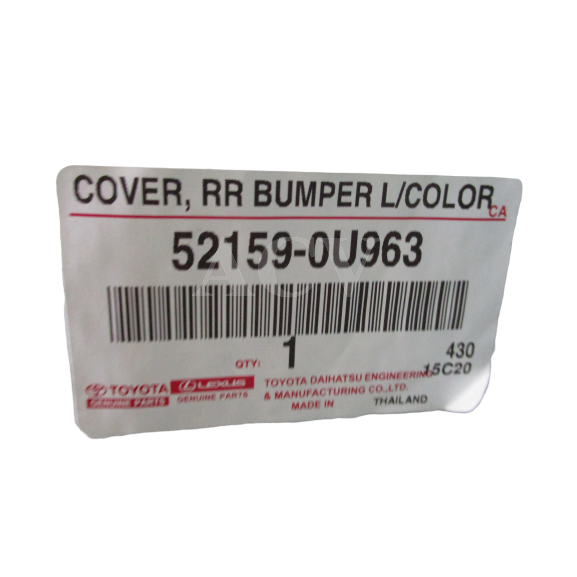 COVER, RR BUMPER L/COLOR
CA
52159-0U963
QTY: 1
430
15C20
TOYOTA
GENUINE PARTS
LEXUS
GENUINE PARTS
TOYOTA DAIHATSU ENGINEERING
& MANUFACTURING CO.,LTD.
MADE IN THAILAND